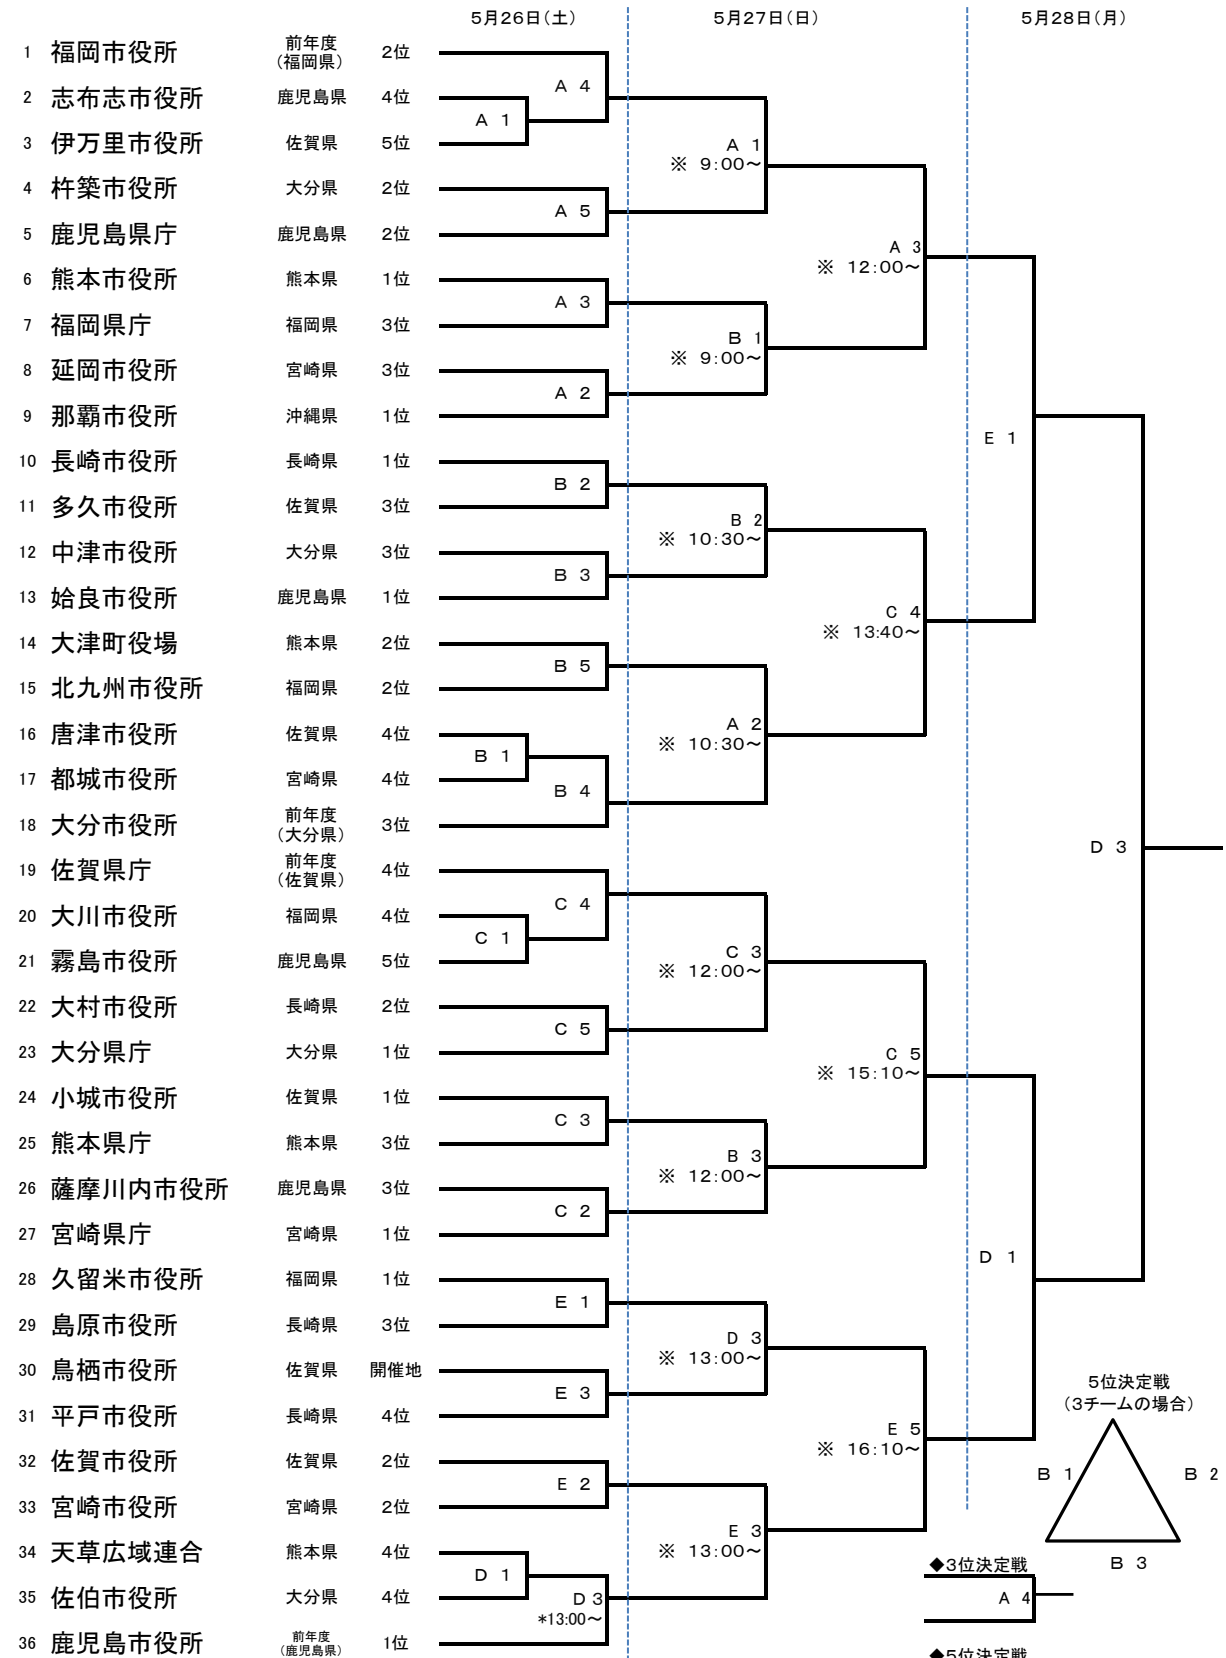 5月26日(土) 5月27日(日) 5月28日(月)
1 福岡市役所 前年度(福岡県) 2位
2 志布志市役所 鹿児島県 4位
3 伊万里市役所 佐賀県 5位
4 杵築市役所 大分県 2位
5 鹿児島県庁 鹿児島県 2位
6 熊本市役所 熊本県 1位
7 福岡県庁 福岡県 3位
8 延岡市役所 宮崎県 3位
9 那覇市役所 沖縄県 1位
10 長崎市役所 長崎県 1位
11 多久市役所 佐賀県 3位
12 中津市役所 大分県 3位
13 姶良市役所 鹿児島県 1位
14 大津町役場 熊本県 2位
15 北九州市役所 福岡県 2位
16 唐津市役所 佐賀県 4位
17 都城市役所 宮崎県 4位
18 大分市役所 前年度(大分県) 3位
19 佐賀県庁 前年度(佐賀県) 4位
20 大川市役所 福岡県 4位
21 霧島市役所 鹿児島県 5位
22 大村市役所 長崎県 2位
23 大分県庁 大分県 1位
24 小城市役所 佐賀県 1位
25 熊本県庁 熊本県 3位
26 薩摩川内市役所 鹿児島県 3位
27 宮崎県庁 宮崎県 1位
28 久留米市役所 福岡県 1位
29 島原市役所 長崎県 3位
30 鳥栖市役所 佐賀県 開催地
31 平戸市役所 長崎県 4位
32 佐賀市役所 佐賀県 2位
33 宮崎市役所 宮崎県 2位
34 天草広域連合 熊本県 4位
35 佐伯市役所 大分県 4位
36 鹿児島市役所 前年度(鹿児島県) 1位
A 4
A 1
A 5
A 3
A 2
B 2
B 3
B 5
B 1
B 4
C 4
C 1
C 5
C 3
C 2
E 1
E 3
E 2
D 1
D 3
*13:00～
A 1
※ 9:00～
B 1
※ 9:00～
B 2
※ 10:30～
A 2
※ 10:30～
C 3
※ 12:00～
B 3
※ 12:00～
D 3
※ 13:00～
E 3
※ 13:00～
A 3
※ 12:00～
C 4
※ 13:40～
C 5
※ 15:10～
E 5
※ 16:10～
E 1
D 1
D 3
5位決定戦
(3チームの場合)
B 1
B 2
B 3
◆3位決定戦
A 4
◆5位決定戦